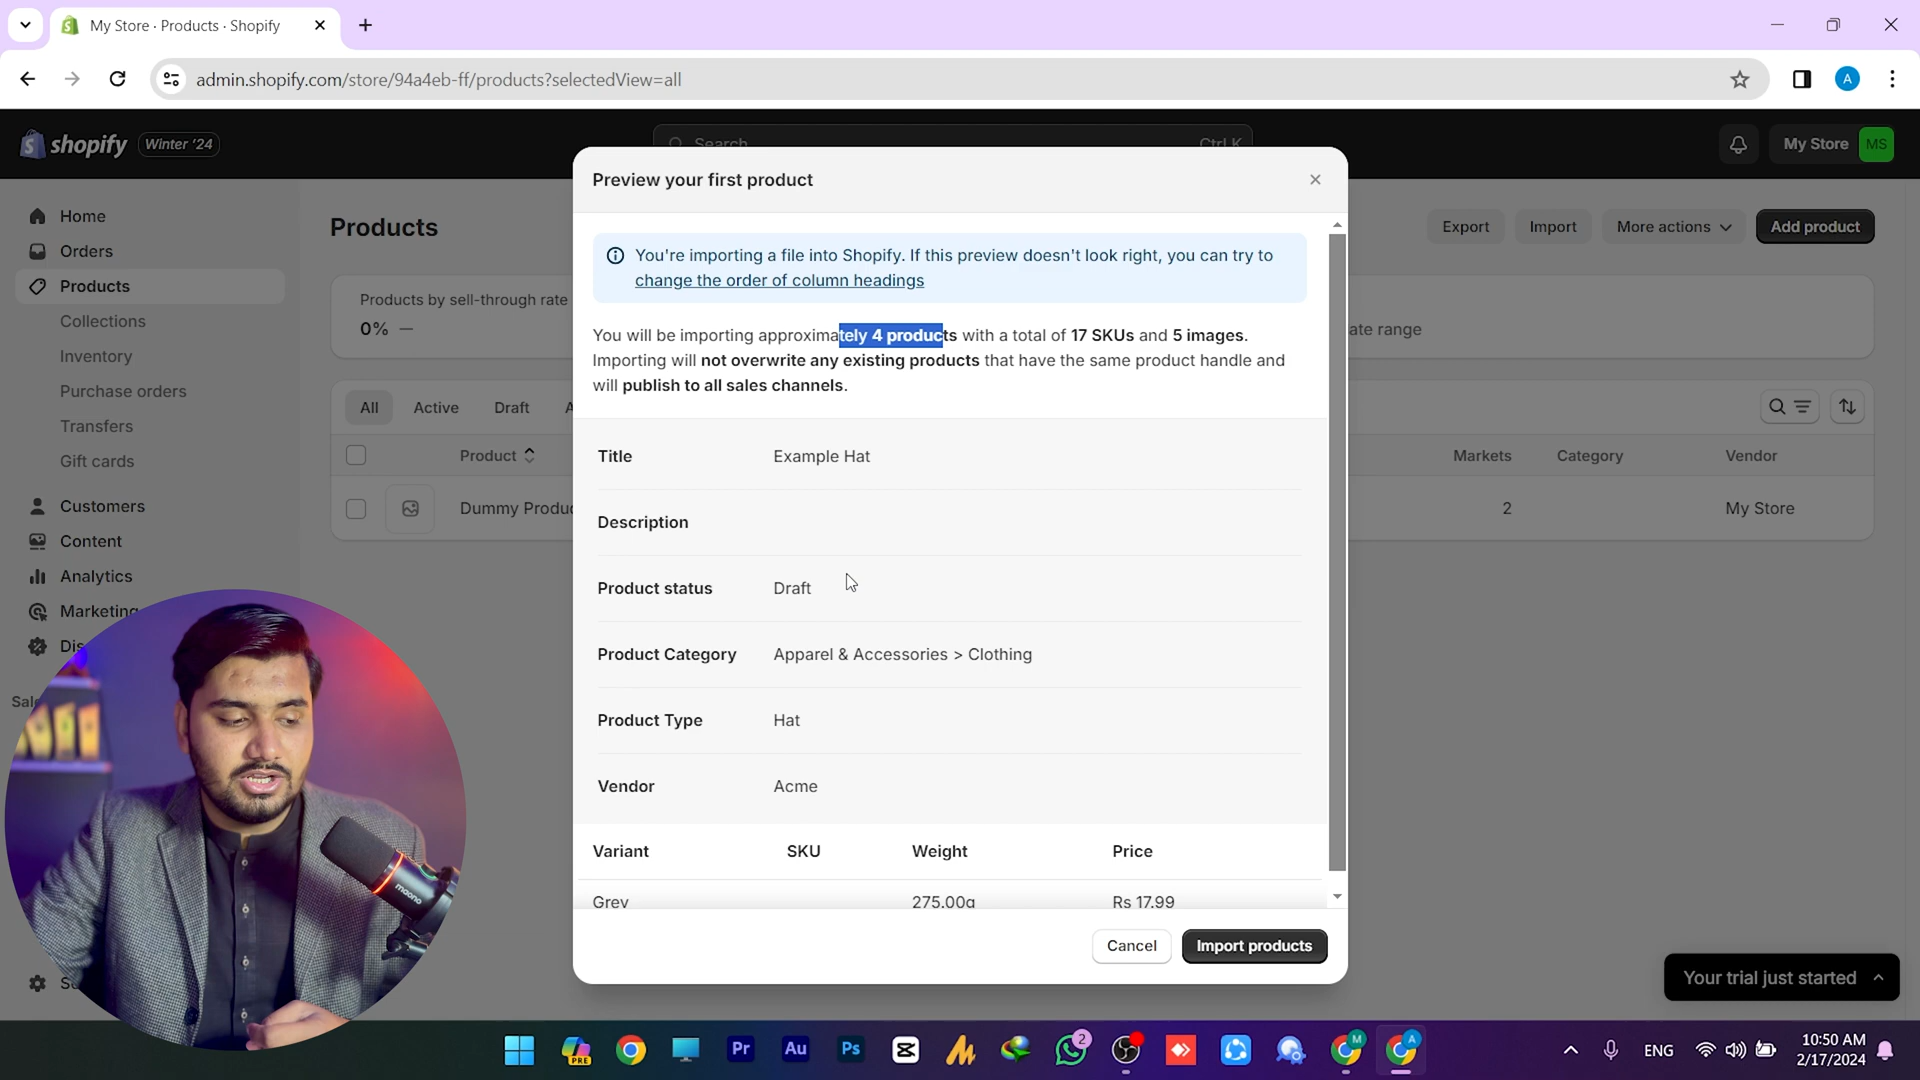 My Store · Products · Shopify
admin.shopify.com/store/94a4eb-ff/products?selectedView=all
A
shopify
Winter '24
Search
Ctrl K
My Store
MS
Preview your first product
Home
Orders
Products
Collections
Inventory
Purchase orders
Transfers
Gift cards
Customers
Content
Analytics
Marketing
Products
Export
Import
More actions
Add product
Products by sell-through rate
0% —
ate range
All
Active
Draft
A
Product
Markets
Category
Vendor
Dummy Produc
2
My Store
You're importing a file into Shopify. If this preview doesn't look right, you can try to
change the order of column headings
You will be importing approximately 4 products with a total of 17 SKUs and 5 images.
Importing will not overwrite any existing products that have the same product handle and
will publish to all sales channels.
Title
Example Hat
Description
Product status
Draft
Product Category
Apparel & Accessories > Clothing
Product Type
Hat
Vendor
Acme
Variant
SKU
Weight
Price
Grey
275.00g
Rs 17.99
Cancel
Import products
Your trial just started
maono
PRE
Pr
Au
Ps
2
M
A
ENG
10:50 AM
2/17/2024